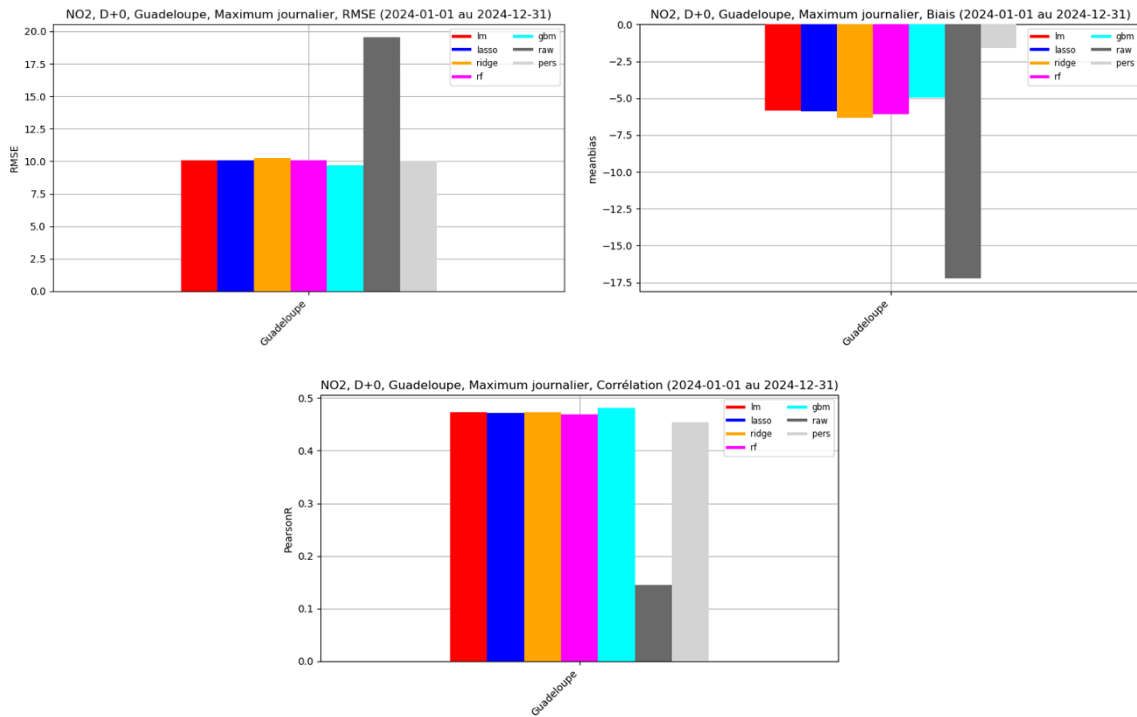 NO2, D+0, Guadeloupe, Maximum journalier, RMSE (2024-01-01 au 2024-12-31)
20.0
17.5
15.0
12.5
10.0
7.5
5.0
2.5
0.0
RMSE
lm
lasso
ridge
rf
gbm
raw
pers
Guadeloupe
NO2, D+0, Guadeloupe, Maximum journalier, Biais (2024-01-01 au 2024-12-31)
0.0
−2.5
−5.0
−7.5
−10.0
−12.5
−15.0
−17.5
meanbias
lm
lasso
ridge
rf
gbm
raw
pers
Guadeloupe
NO2, D+0, Guadeloupe, Maximum journalier, Corrélation (2024-01-01 au 2024-12-31)
0.5
0.4
0.3
0.2
0.1
0.0
PearsonR
lm
lasso
ridge
rf
gbm
raw
pers
Guadeloupe